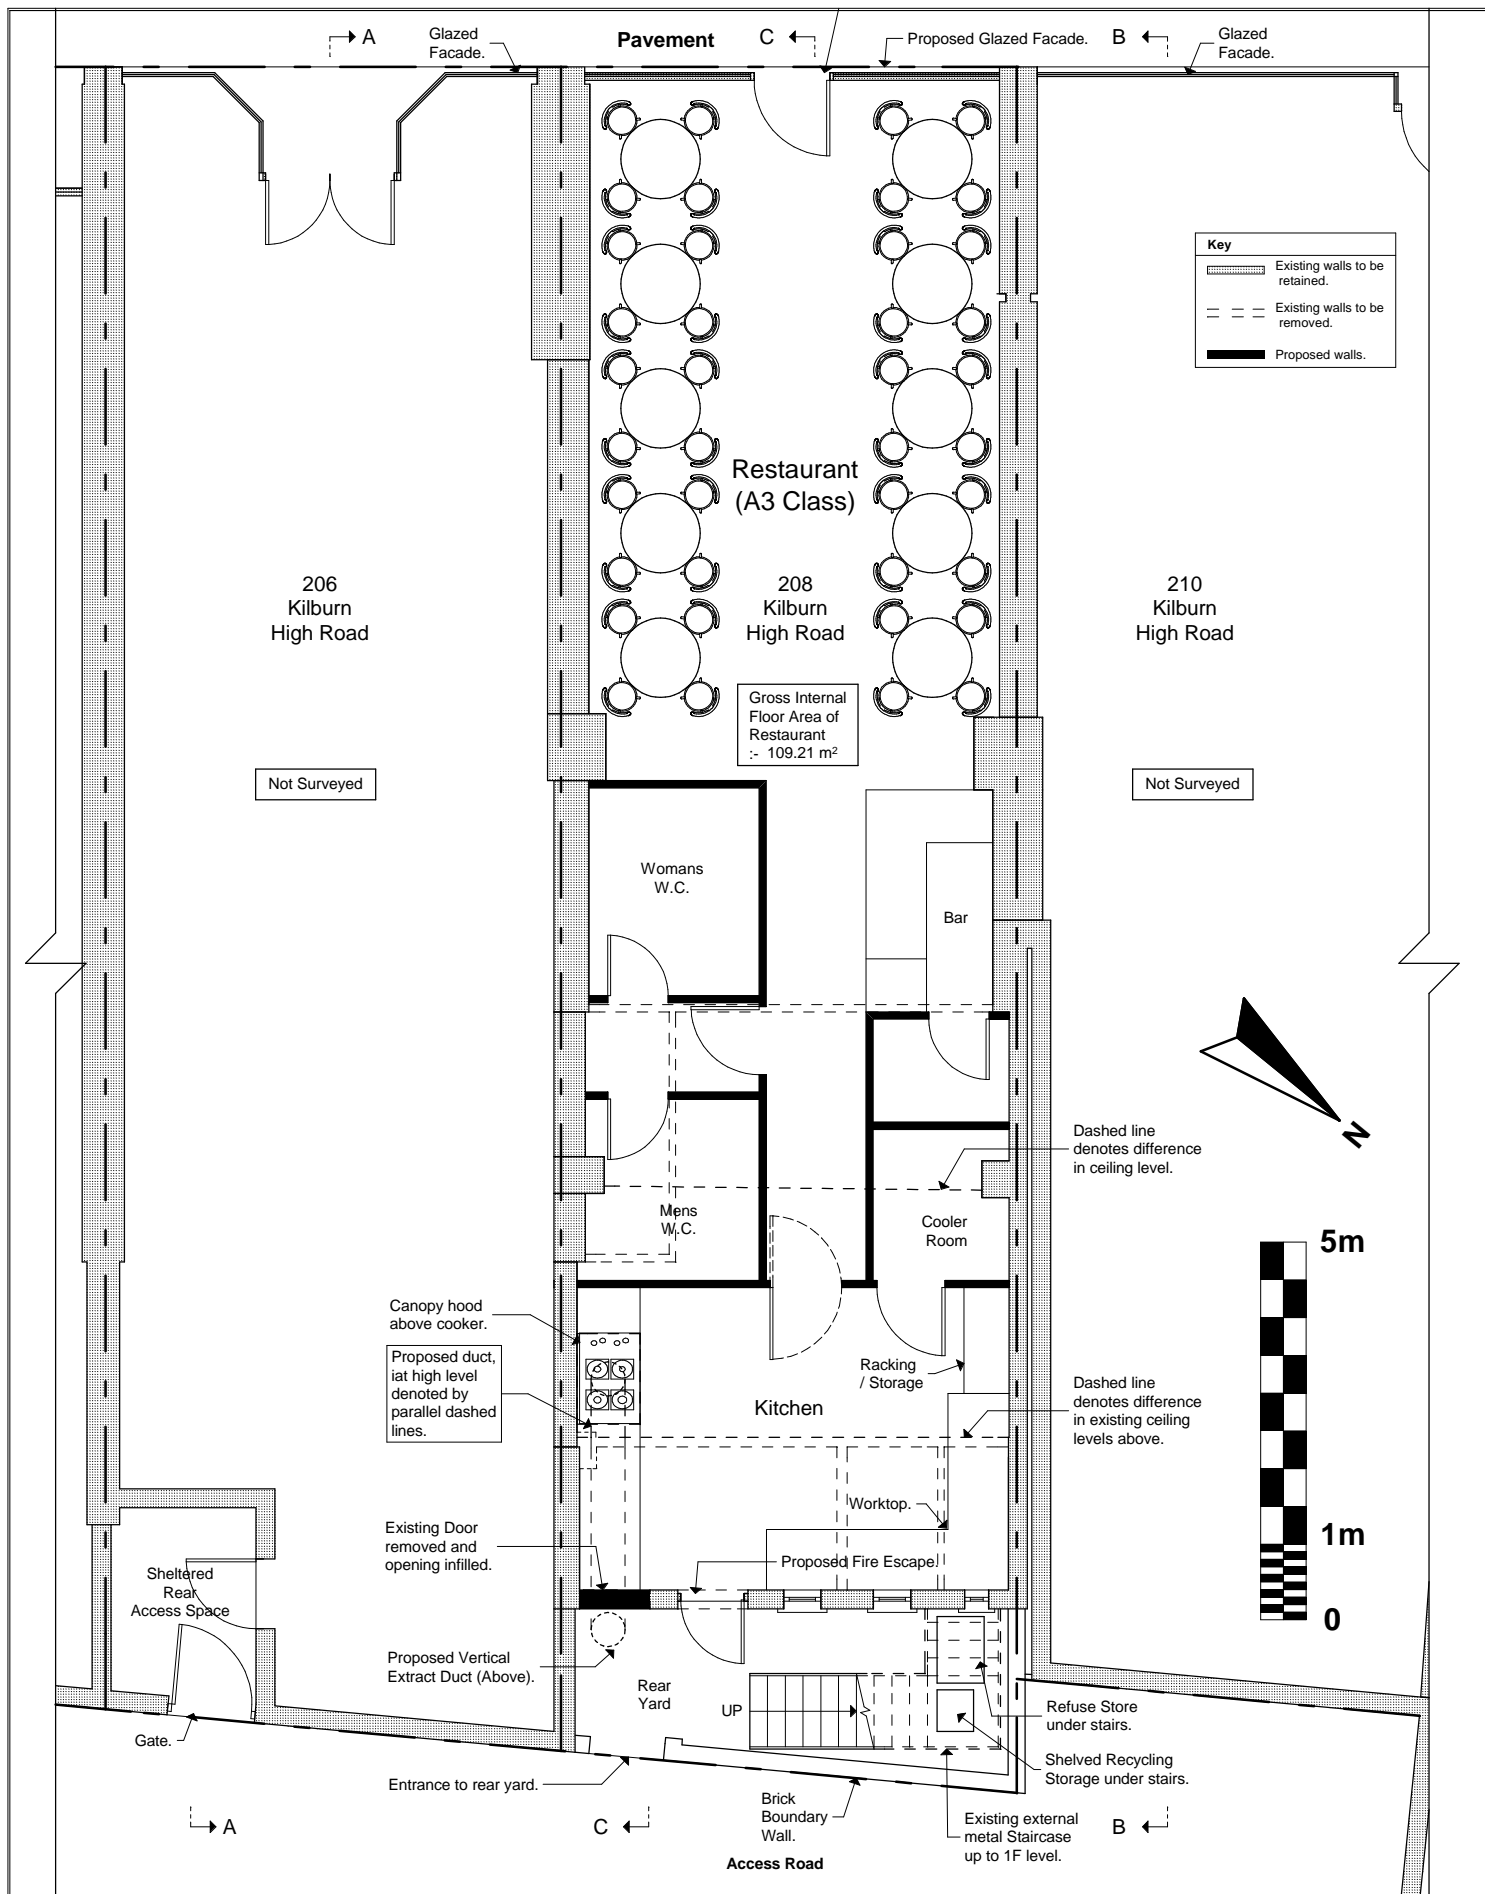 A
Glazed
Facade.
Pavement
C
Proposed Glazed Facade.
B
Glazed
Facade.
Key
Existing walls to be
retained.
Existing walls to be
removed.
Proposed walls.
Restaurant
(A3 Class)
206
Kilburn
High Road
208
Kilburn
High Road
210
Kilburn
High Road
Gross Internal
Floor Area of
Restaurant
:- 109.21 m²
Not Surveyed
Not Surveyed
Womans
W.C.
Bar
N
Dashed line
denotes difference
in ceiling level.
Mens
W.C.
Cooler
Room
5m
Canopy hood
above cooker.
Proposed duct,
iat high level
denoted by
parallel dashed
lines.
Racking
/ Storage
Kitchen
Dashed line
denotes difference
in existing ceiling
levels above.
Worktop.
1m
Existing Door
removed and
opening infilled.
Proposed Fire Escape.
Sheltered
Rear
Access Space
0
Proposed Vertical
Extract Duct (Above).
Rear
Yard
UP
Refuse Store
under stairs.
Gate.
Shelved Recycling
Storage under stairs.
Entrance to rear yard.
Brick
Boundary
Wall.
Existing external
metal Staircase
up to 1F level.
A
C
B
Access Road